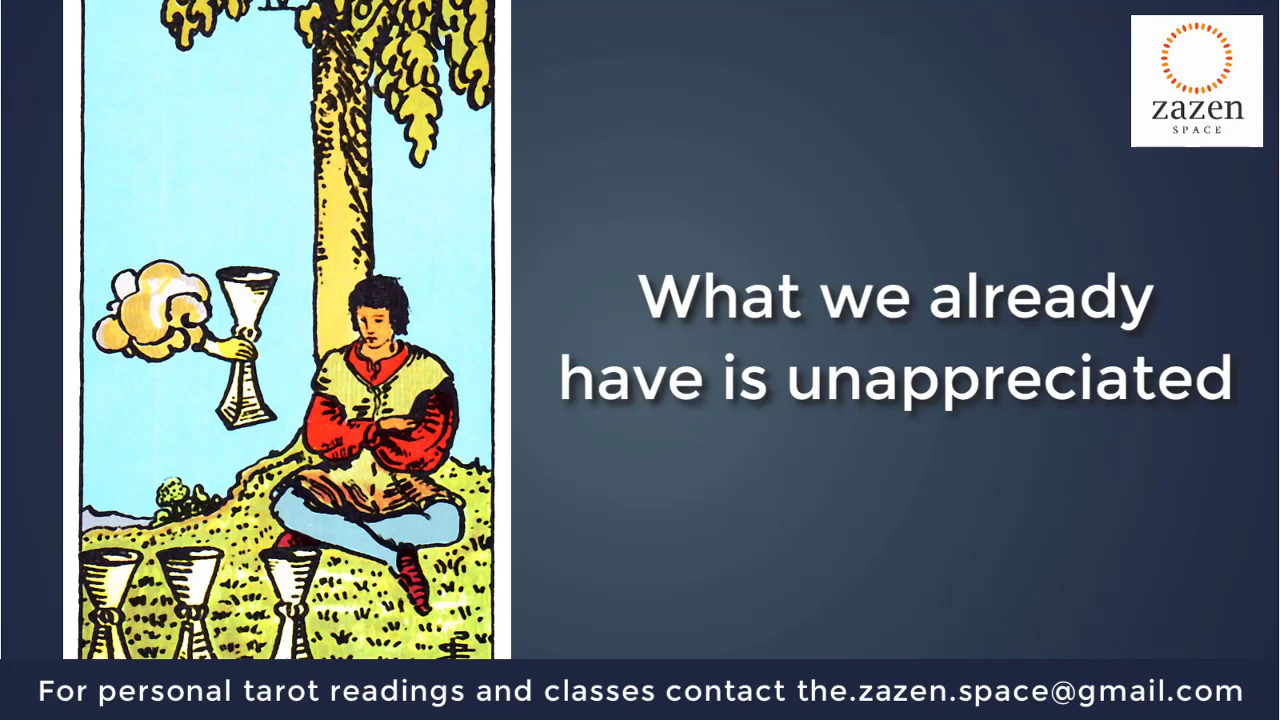 zazen
SPACE
What we already
have is unappreciated
For personal tarot readings and classes contact the.zazen.space@gmail.com